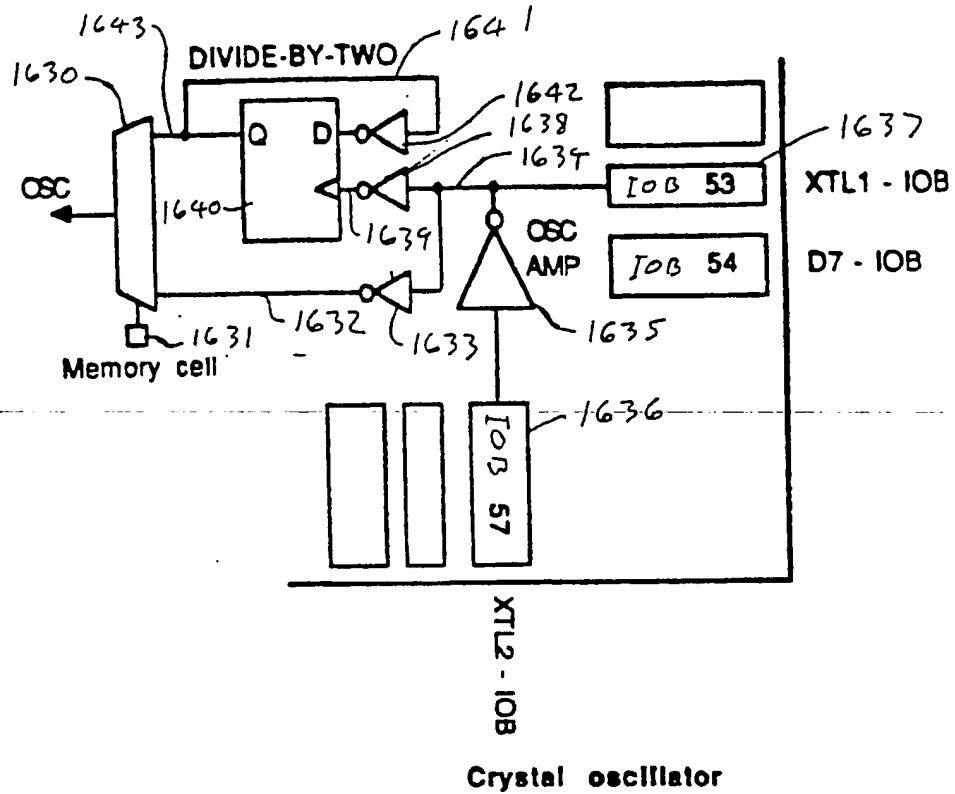 1643
DIVIDE-BY-TWO
1641
1630
1642
1638
1637
Q
D
1634
IOB 53
XTL1 - IOB
OSC
1640
1639
OSC
AMP
IOB 54
D7 - IOB
1635
1632
1633
1631
Memory cell
1636
IOB 57
XTL2 - IOB
Crystal oscillator